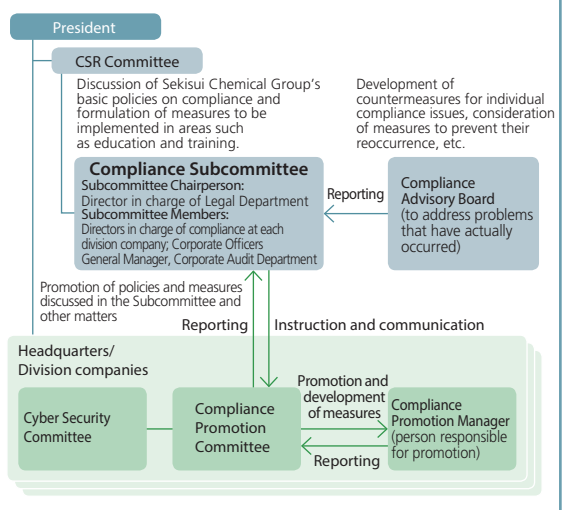 President
CSR Committee
Discussion of Sekisui Chemical Group's
basic policies on compliance and
formulation of measures to be
implemented in areas such
as education and training.
Development of
countermeasures for individual
compliance issues, consideration
of measures to prevent their
reoccurrence, etc.
Compliance Subcommittee
Subcommittee Chairperson:
Director in charge of Legal Department
Subcommittee Members:
Directors in charge of compliance at each
division company; Corporate Officers
General Manager, Corporate Audit Department
Reporting
Compliance
Advisory Board
(to address problems
that have actually
occurred)
Promotion of policies and measures
discussed in the Subcommittee and
other matters
Reporting
Instruction and communication
Headquarters/
Division companies
Cyber Security
Committee
Compliance
Promotion
Committee
Promotion and
development
of measures
Reporting
Compliance
Promotion Manager
(person responsible
for promotion)